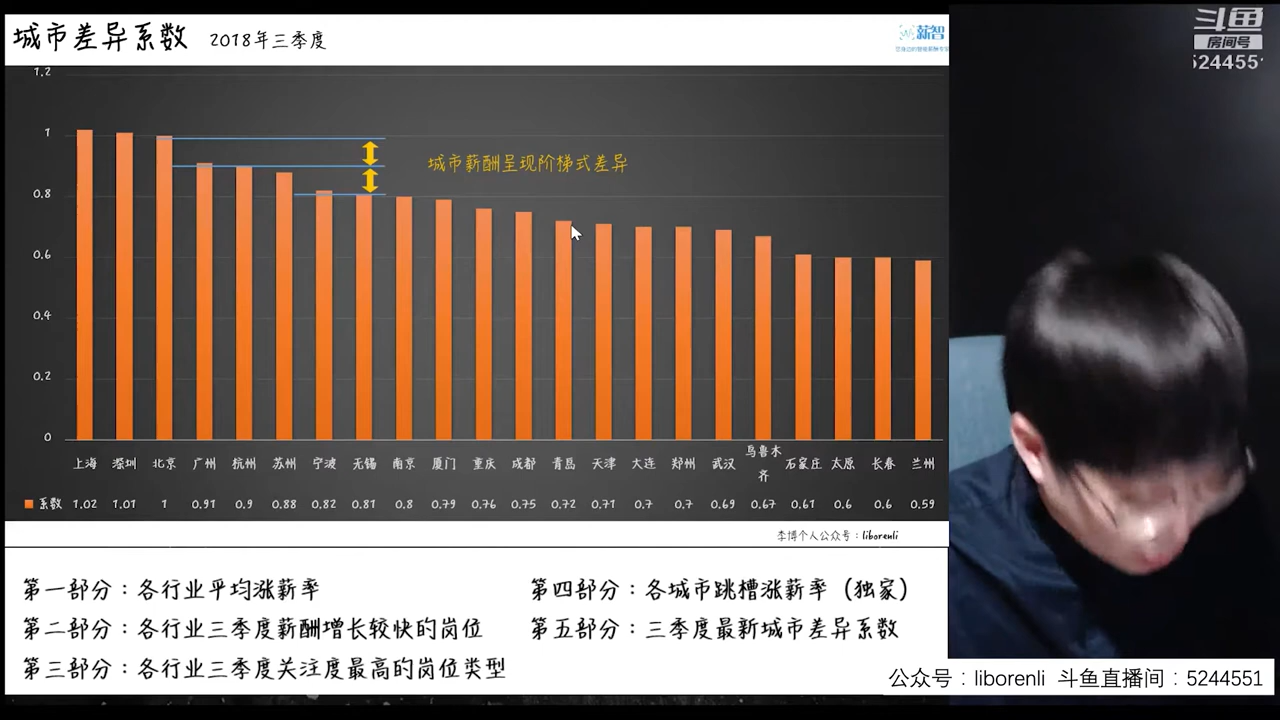 城市差异系数 2018年三季度
薪智
斗鱼
房间号
524455
1.2
1
0.8
0.6
0.4
0.2
0
城市薪酬呈现阶梯式差异
上海 深圳 北京 广州 杭州 苏州 宁波 无锡 南京 厦门 重庆 成都 青岛 天津 大连 郑州 武汉 乌鲁木齐 石家庄 太原 长春 兰州
系数 1.02 1.01 1 0.91 0.9 0.88 0.82 0.81 0.8 0.79 0.76 0.75 0.72 0.71 0.7 0.7 0.69 0.67 0.61 0.6 0.6 0.59
李博个人公众号：liborenli
第一部分：各行业平均涨薪率
第二部分：各行业三季度薪酬增长较快的岗位
第三部分：各行业三季度关注度最高的岗位类型
第四部分：各城市跳槽涨薪率（独家）
第五部分：三季度最新城市差异系数
公众号：liborenli 斗鱼直播间：5244551